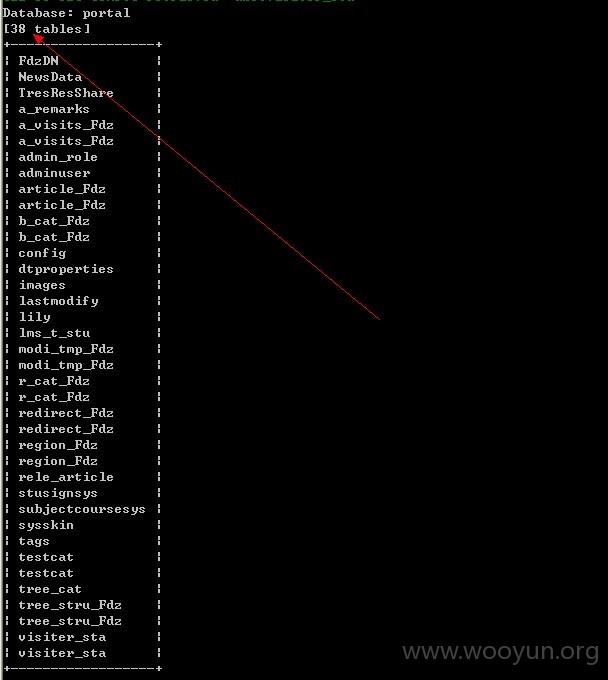 Database: portal
[38 tables]
+-------------------+
| FdzDN             |
| NewsData          |
| TresResShare      |
| a_remarks         |
| a_visits_Fdz      |
| a_visits_Fdz      |
| admin_role        |
| adminuser         |
| article_Fdz       |
| article_Fdz       |
| b_cat_Fdz         |
| b_cat_Fdz         |
| config            |
| dtproperties      |
| images            |
| lastmodify        |
| lily              |
| lms_t_stu         |
| modi_tmp_Fdz      |
| modi_tmp_Fdz      |
| r_cat_Fdz         |
| r_cat_Fdz         |
| redirect_Fdz      |
| redirect_Fdz      |
| region_Fdz        |
| region_Fdz        |
| rele_article      |
| stusignsys        |
| subjectcoursesys  |
| sysskin           |
| tags              |
| testcat           |
| testcat           |
| tree_cat          |
| tree_stru_Fdz     |
| tree_stru_Fdz     |
| visiter_sta       |
| visiter_sta       |
+-------------------+
www.wooyun.org